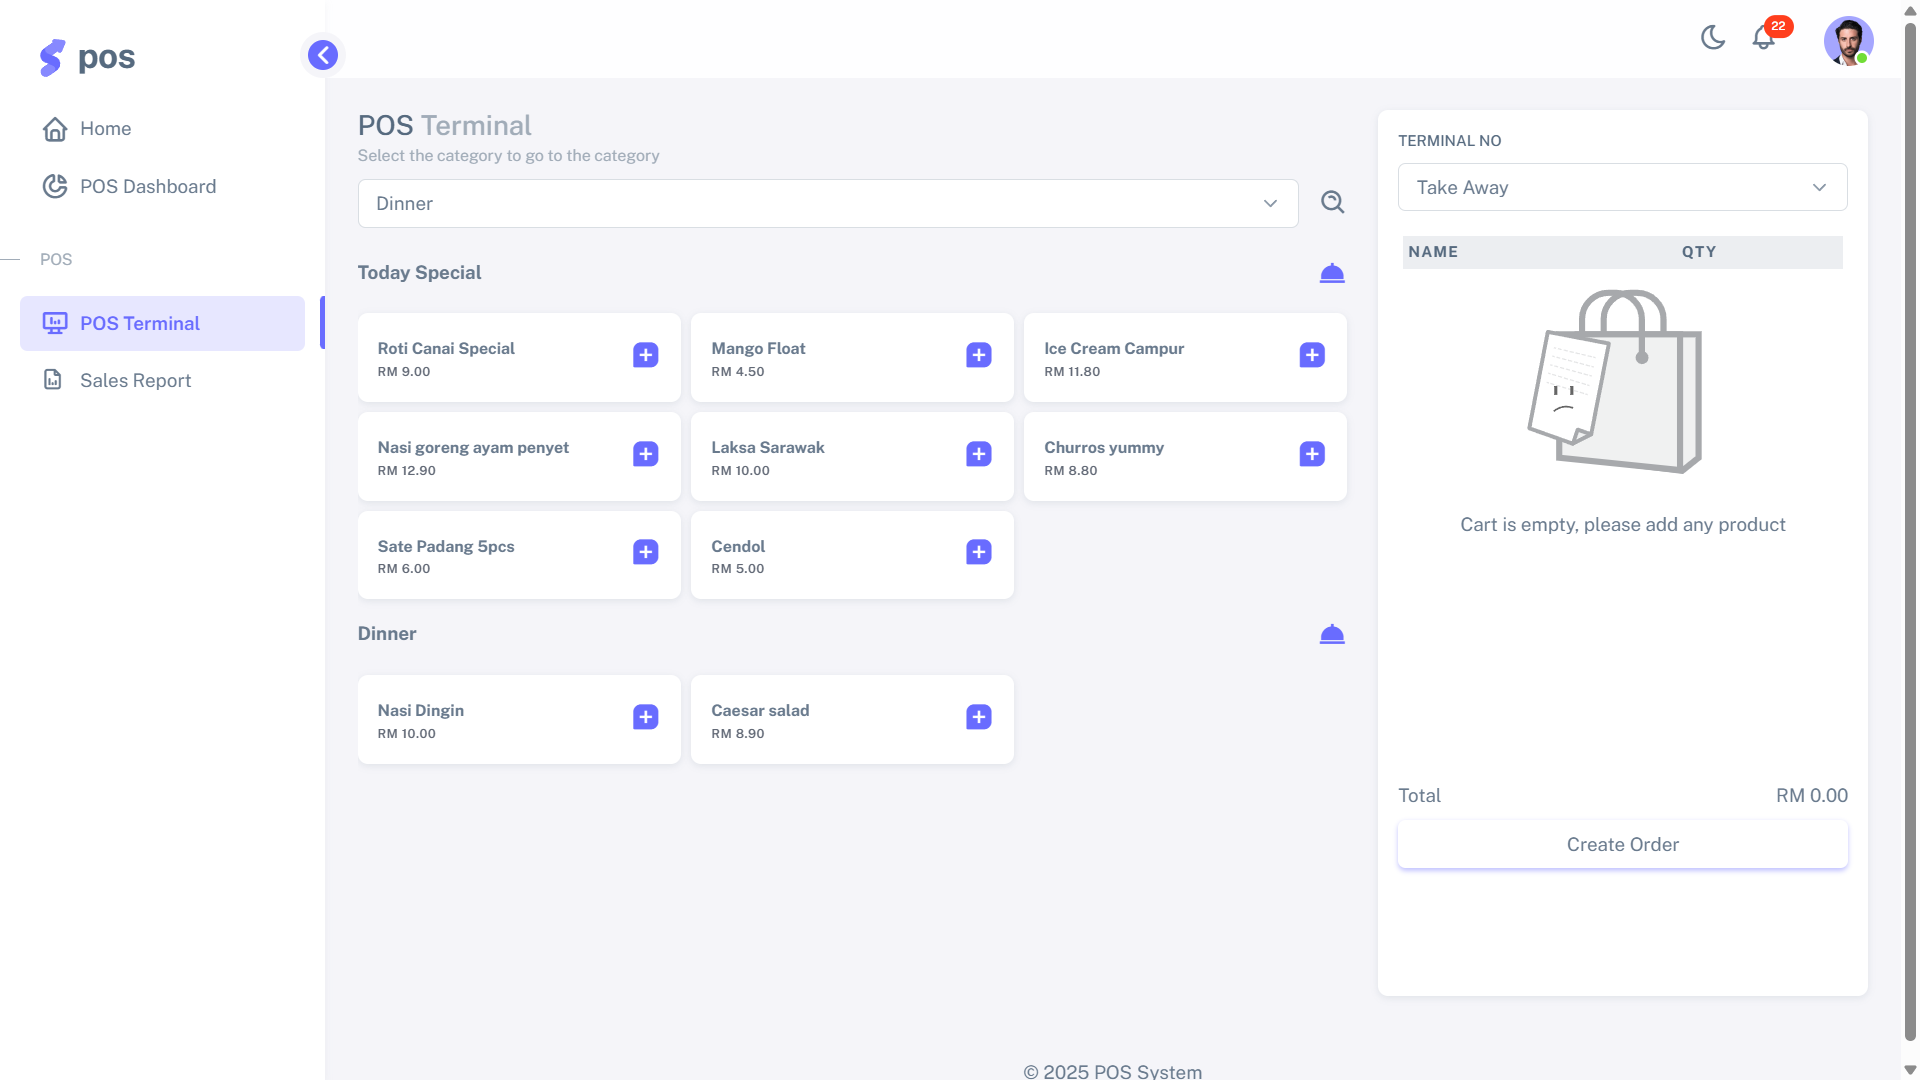 pos
Home
POS Dashboard
POS
POS Terminal
Sales Report
22
POS Terminal
Select the category to go to the category
Dinner
Today Special
Roti Canai Special
RM 9.00
Mango Float
RM 4.50
Ice Cream Campur
RM 11.80
Nasi goreng ayam penyet
RM 12.90
Laksa Sarawak
RM 10.00
Churros yummy
RM 8.80
Sate Padang 5pcs
RM 6.00
Cendol
RM 5.00
Dinner
Nasi Dingin
RM 10.00
Caesar salad
RM 8.90
TERMINAL NO
Take Away
NAME QTY
Cart is empty, please add any product
Total RM 0.00
Create Order
© 2025 POS System